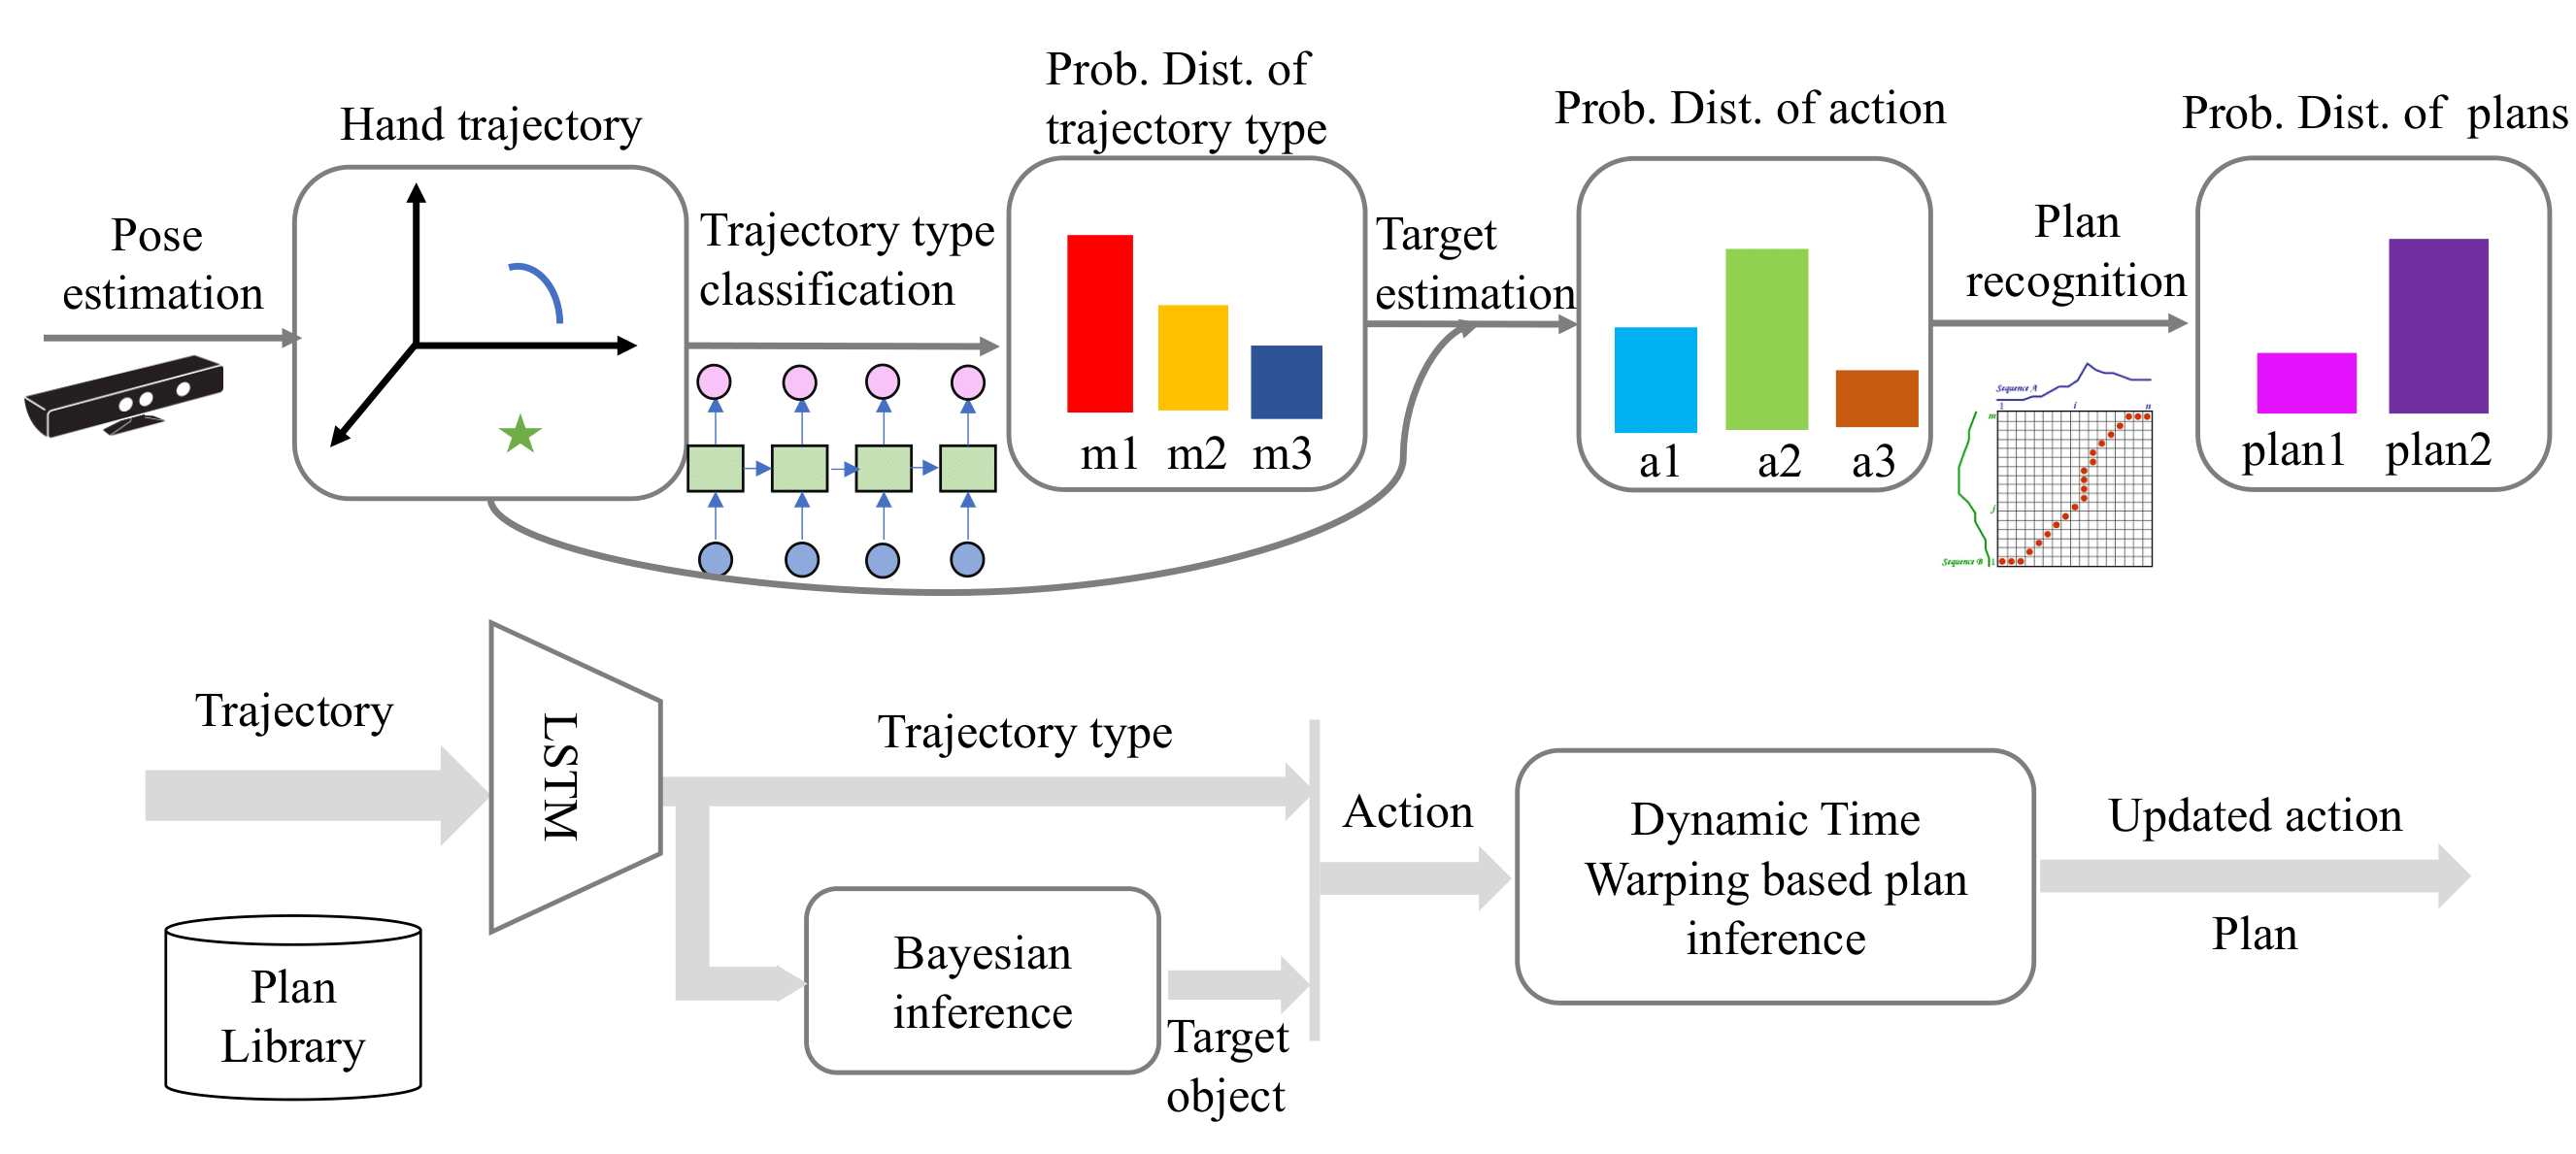 Hand trajectory
Prob. Dist. of
trajectory type
Prob. Dist. of action
Prob. Dist. of  plans
Pose
estimation
Trajectory type
classification
Target
estimation
Plan
recognition
m1 m2 m3
a1 a2 a3
Sequence A
1 i n
m
j
Sequence B 1
plan1 plan2
Trajectory
LSTM
Trajectory type
Plan
Library
Bayesian
inference
Target
object
Action
Dynamic Time
Warping based plan
inference
Updated action
Plan